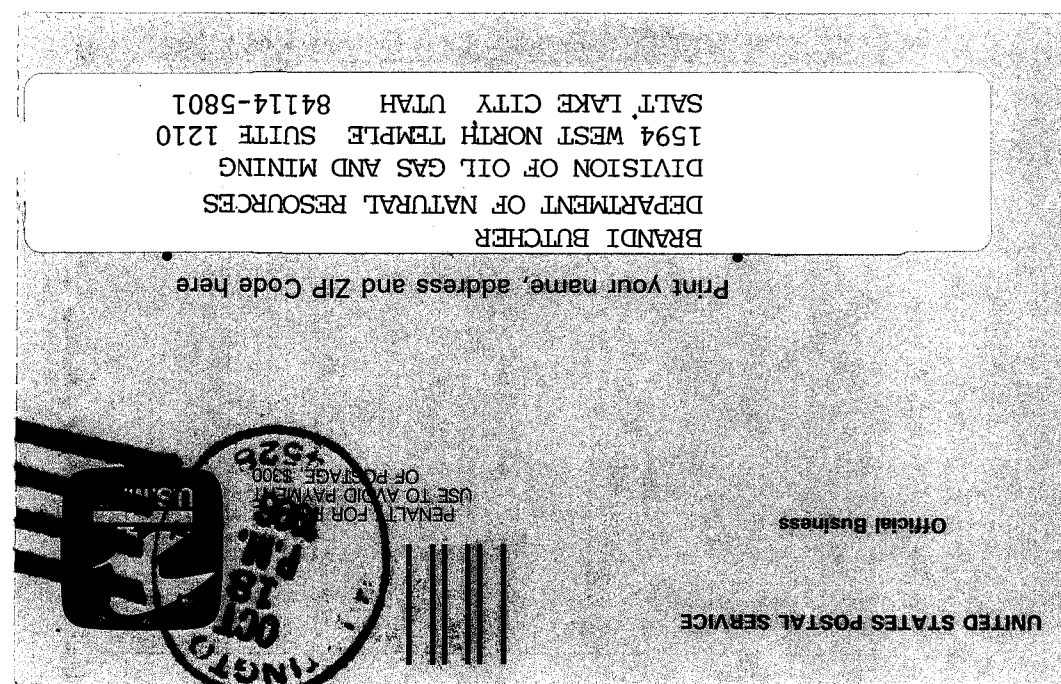 UNITED STATES POSTAL SERVICE
Official Business
PENALTY FOR
USE TO AVOID PAYMENT
OF POSTAGE $300
OCT
18
P.M.
U.S.M
Print your name, address and ZIP Code here
BRANDI BUTCHER
DEPARTMENT OF NATURAL RESOURCES
DIVISION OF OIL GAS AND MINING
1594 WEST NORTH TEMPLE SUITE 1210
SALT LAKE CITY UTAH 84114-5801